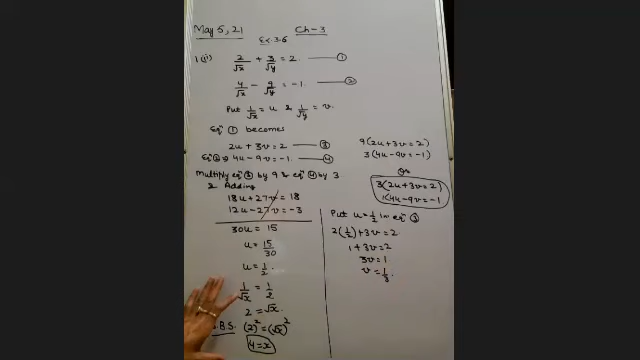 May 5, 21
Ch-3
Ex-3.6
1(ii) 2/√x + 3/√y = 2 — ①
4/√x - 9/√y = -1 — ②
Put 1/√x = u & 1/√y = v.
Eqⁿ ① becomes
2u + 3v = 2 — ③
Eqⁿ ② ⇒ 4u - 9v = -1 — ④
Multiply eqⁿ ③ by 9 & eqⁿ ④ by 3
& Adding
18u + 27v = 18
12u - 27v = -3
30u = 15
u = 15/30
u = 1/2.
1/√x = 1/2
2 = √x.
S.B.S. (2)² = (√x)²
4 = x
9(2u + 3v = 2)
3(4u - 9v = -1)
Or
3(2u + 3v = 2)
1(4u - 9v = -1
Put u = 1/2 in eqⁿ ③
2(1/2) + 3v = 2
1 + 3v = 2
3v = 1
v = 1/3.